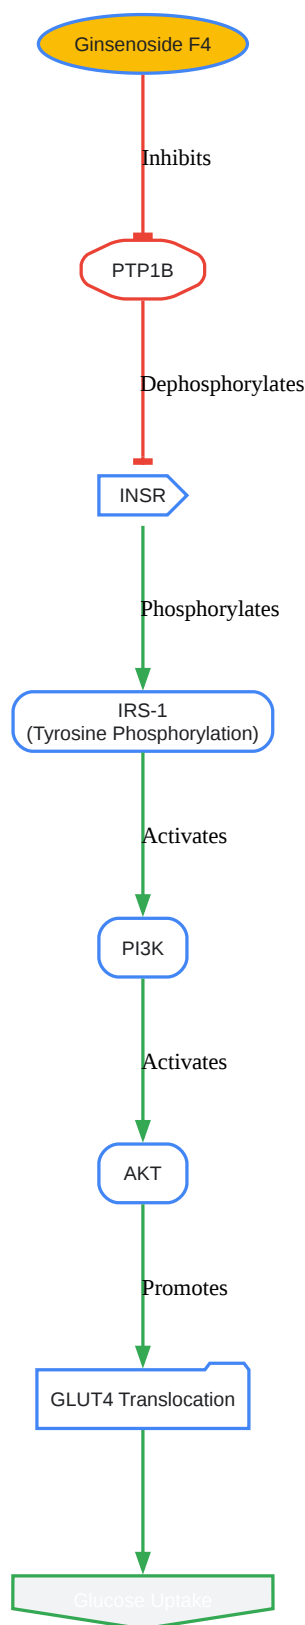 Ginsenoside F4
Inhibits
PTP1B
Dephosphorylates
INSR
Phosphorylates
IRS-1
(Tyrosine Phosphorylation)
Activates
PI3K
Activates
AKT
Promotes
GLUT4 Translocation
Glucose Uptake